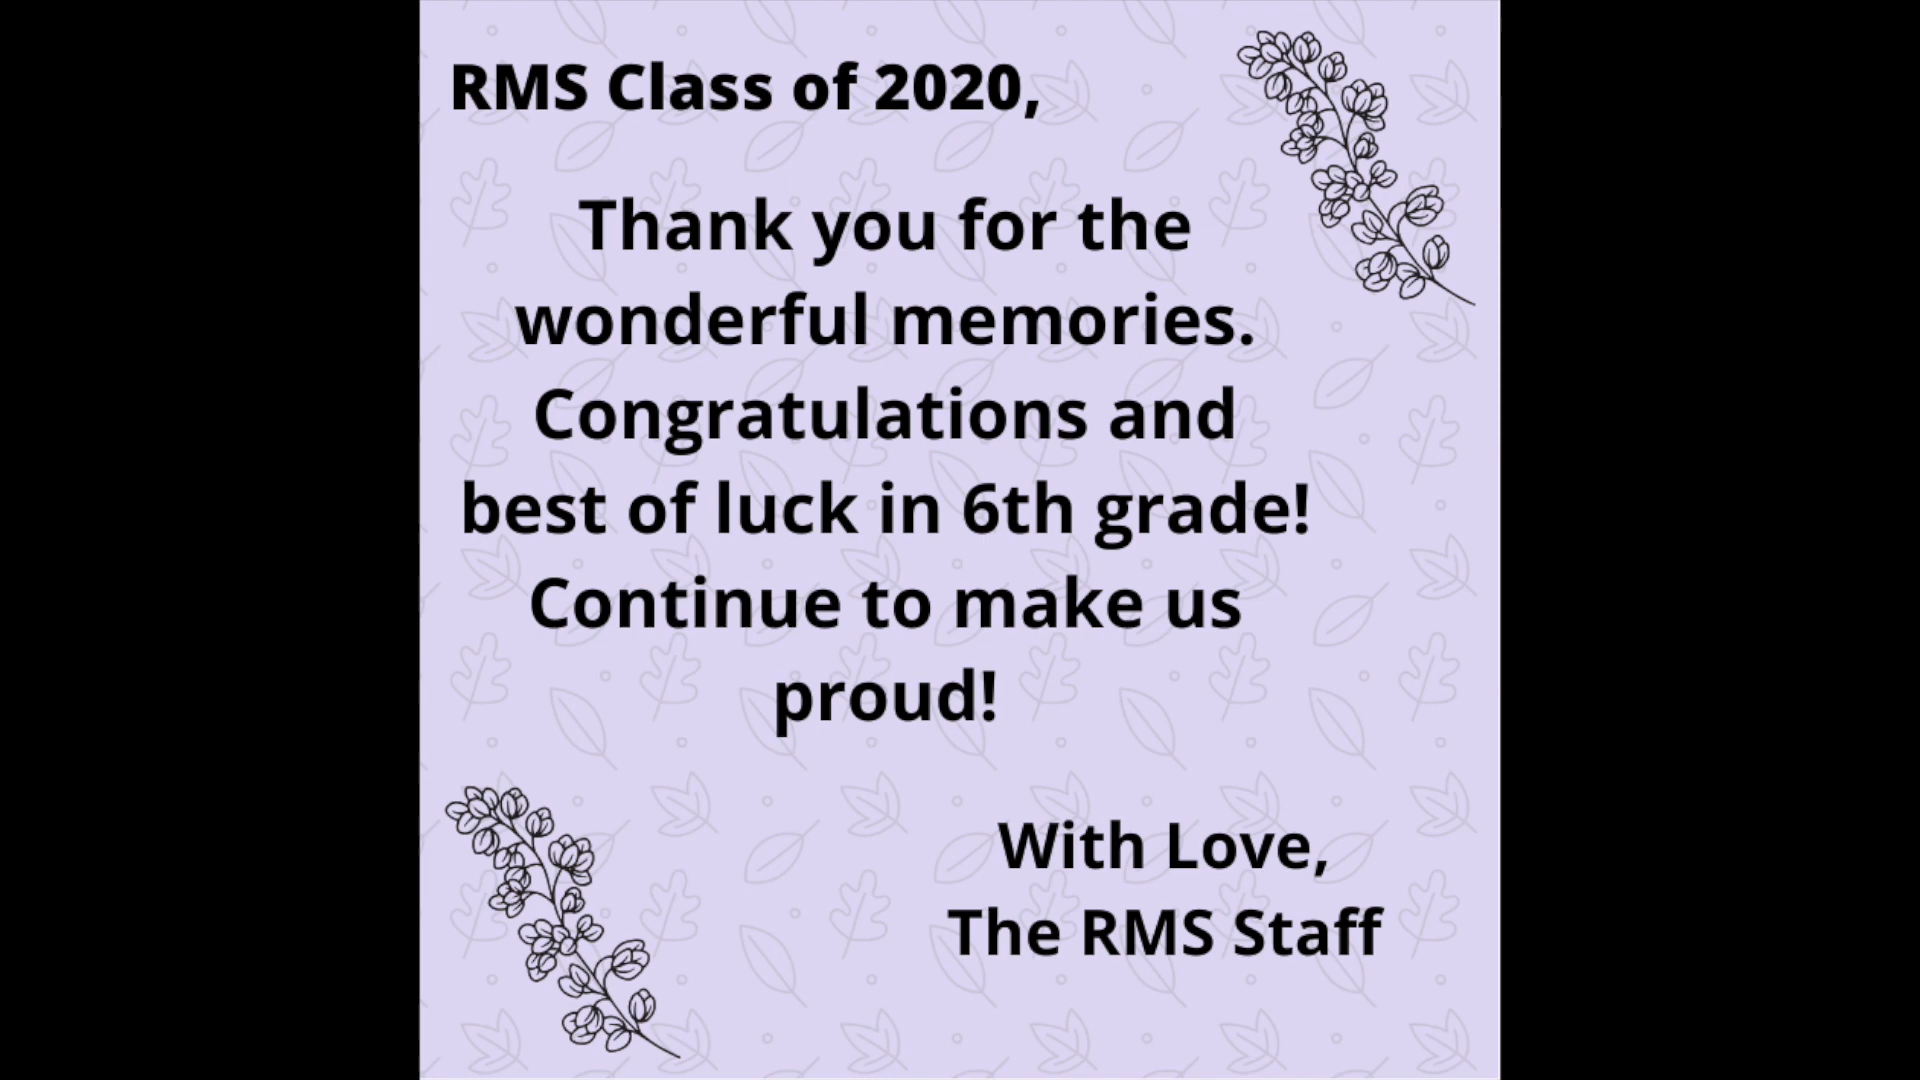 RMS Class of 2020,
Thank you for the
wonderful memories.
Congratulations and
best of luck in 6th grade!
Continue to make us
proud!
With Love,
The RMS Staff